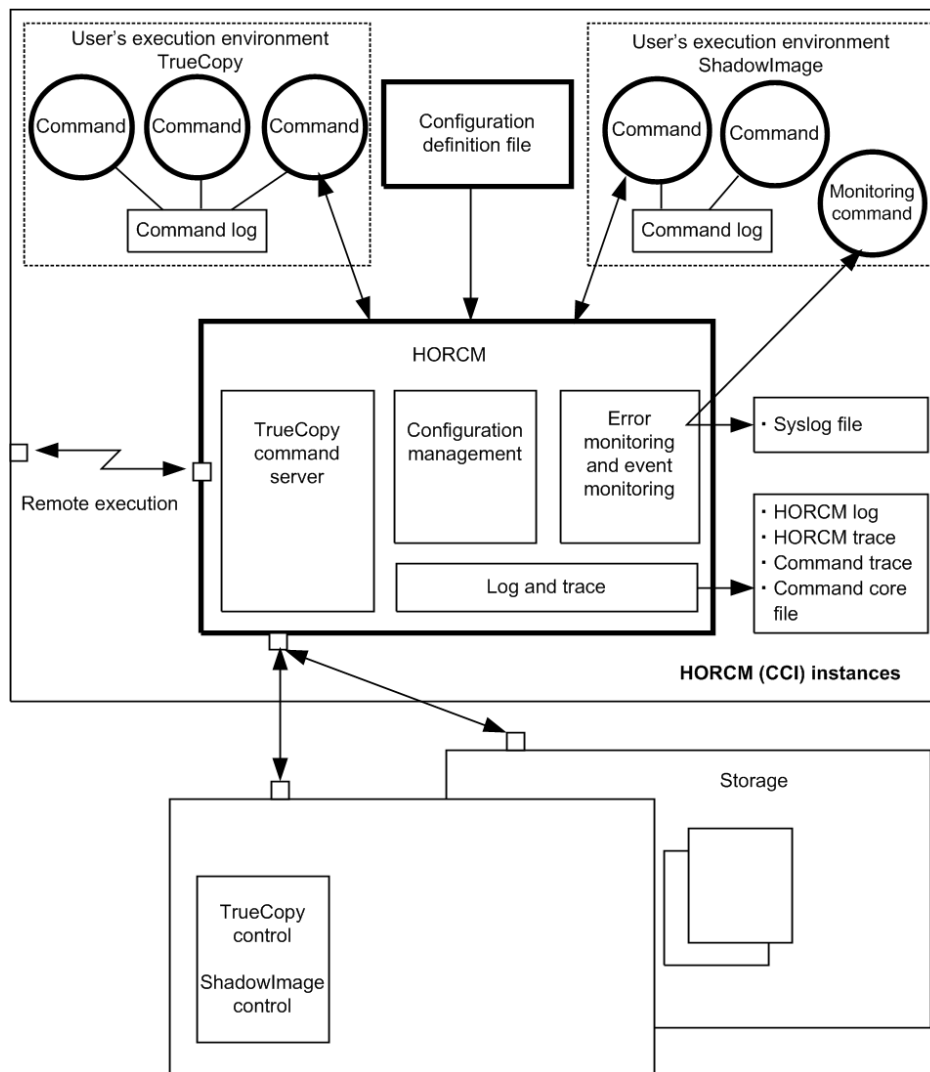 User's execution environment
TrueCopy
Command
Command
Command
Command log
Configuration
definition file
User's execution environment
ShadowImage
Command
Command
Monitoring
command
Command log
HORCM
TrueCopy
command
server
Configuration
management
Error
monitoring
and event
monitoring
Log and trace
Remote execution
・ Syslog file
・ HORCM log
・ HORCM trace
・ Command trace
・ Command core
file
HORCM (CCI) instances
Storage
TrueCopy
control
ShadowImage
control